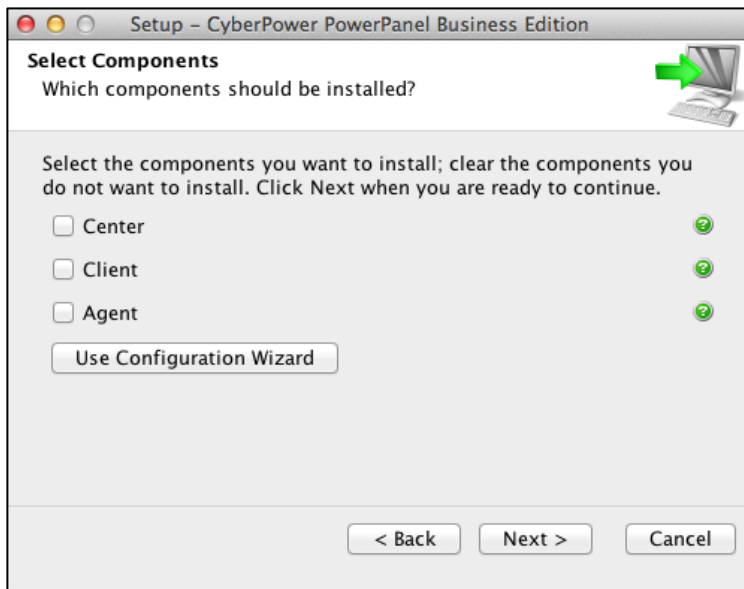 Setup – CyberPower PowerPanel Business Edition
Select Components
Which components should be installed?
Select the components you want to install; clear the components you
do not want to install. Click Next when you are ready to continue.
Center
?
Client
?
Agent
?
Use Configuration Wizard
< Back
Next >
Cancel